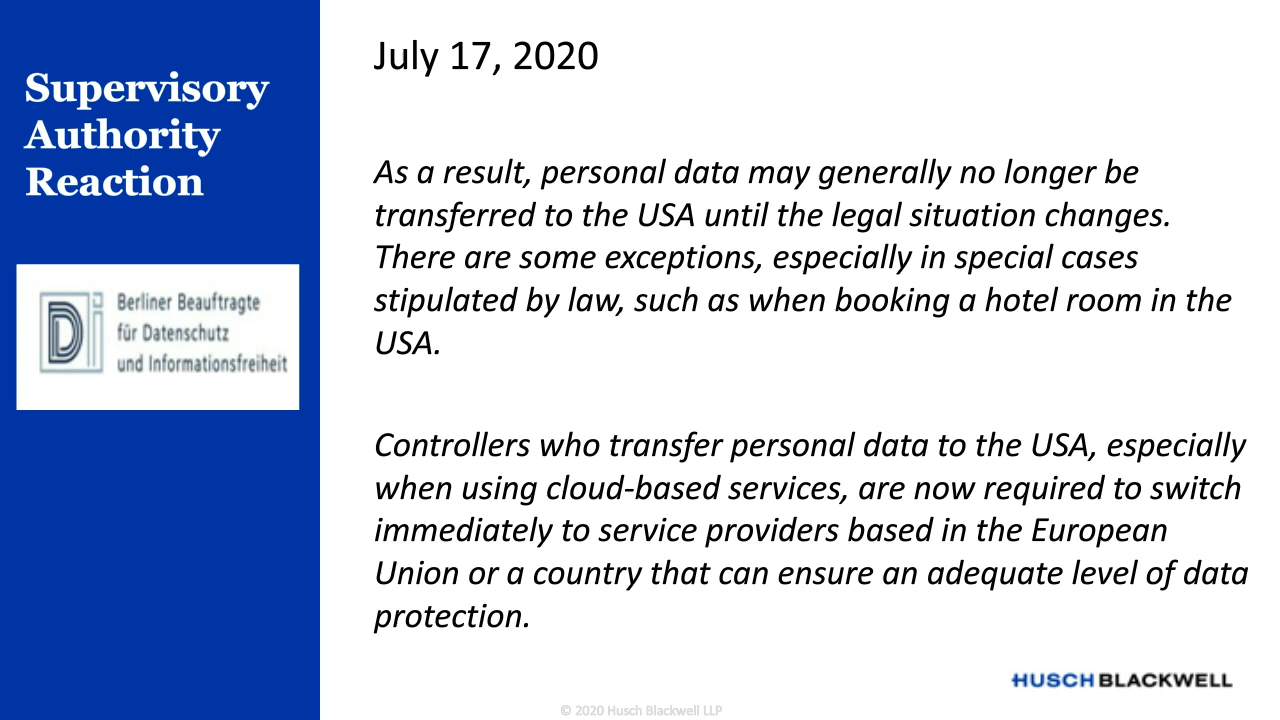 Supervisory
Authority
Reaction
Berliner Beauftragte
für Datenschutz
und Informationsfreiheit
July 17, 2020
As a result, personal data may generally no longer be
transferred to the USA until the legal situation changes.
There are some exceptions, especially in special cases
stipulated by law, such as when booking a hotel room in the
USA.
Controllers who transfer personal data to the USA, especially
when using cloud-based services, are now required to switch
immediately to service providers based in the European
Union or a country that can ensure an adequate level of data
protection.
HUSCH BLACKWELL
© 2020 Husch Blackwell LLP